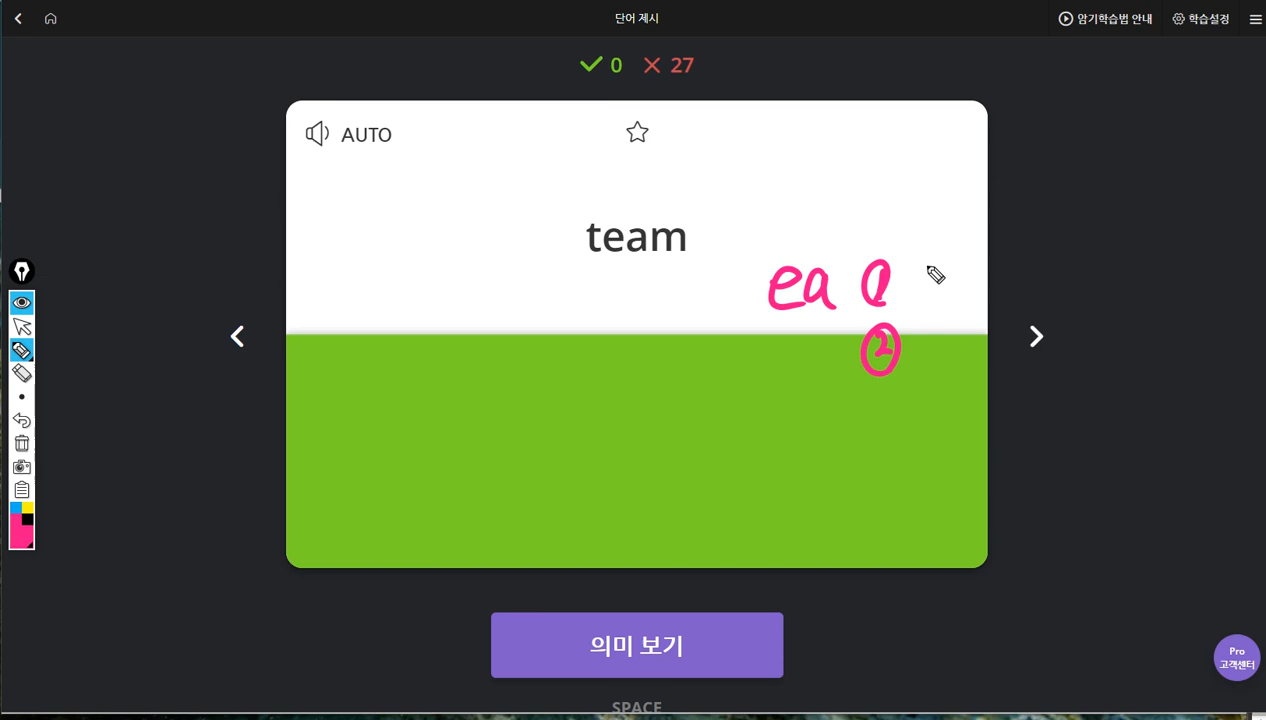 단어 제시
암기학습법 안내
학습설정
0
27
AUTO
team
ea ①
②
의미 보기
SPACE
Pro
고객센터